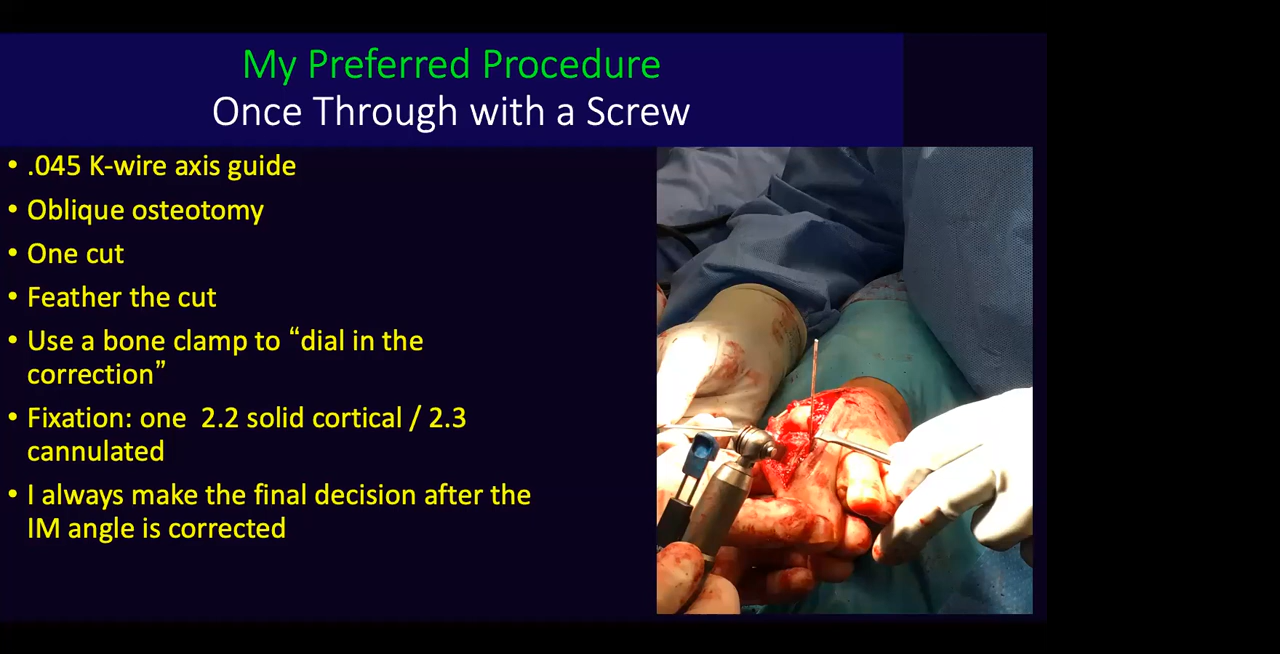 My Preferred Procedure
Once Through with a Screw
• .045 K-wire axis guide
• Oblique osteotomy
• One cut
• Feather the cut
• Use a bone clamp to “dial in the
correction”
• Fixation: one  2.2 solid cortical / 2.3
cannulated
• I always make the final decision after the
IM angle is corrected